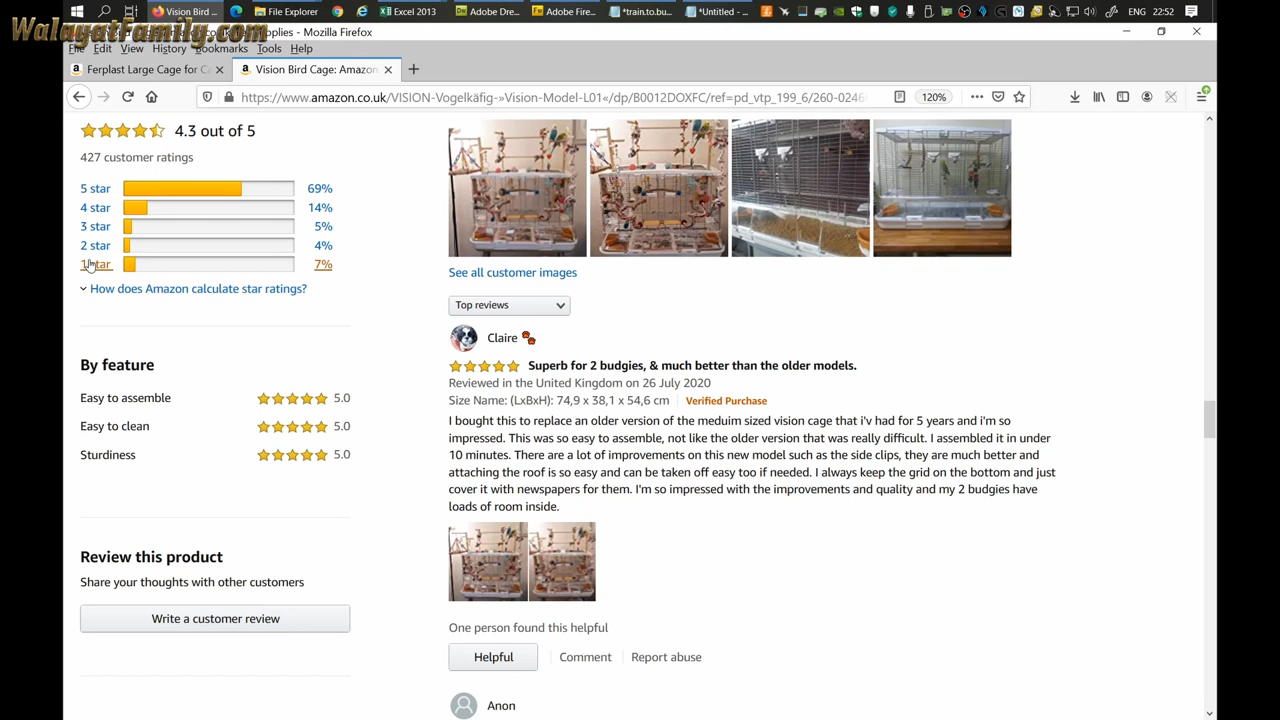 Vision Bird ...
File Explorer
Excel 2013
Adobe Dre...
Adobe Fire...
*train.to.bu...
*Untitled - ...
ENG
22:52
WalayatFamily.com
pplies - Mozilla Firefox
File Edit View History Bookmarks Tools Help
Ferplast Large Cage for C
Vision Bird Cage: Amazon.
https://www.amazon.co.uk/VISION-Vogelkäfig-»Vision-Model-L01«/dp/B0012DOXFC/ref=pd_vtp_199_6/260-0246
120%
4.3 out of 5
427 customer ratings
5 star 69%
4 star 14%
3 star 5%
2 star 4%
1 star 7%
How does Amazon calculate star ratings?
By feature
Easy to assemble 5.0
Easy to clean 5.0
Sturdiness 5.0
Review this product
Share your thoughts with other customers
Write a customer review
See all customer images
Top reviews
Claire
Superb for 2 budgies, & much better than the older models.
Reviewed in the United Kingdom on 26 July 2020
Size Name: (LxBxH) 74,9 x 38,1 x 54,6 cm Verified Purchase
I bought this to replace an older version of the meduim sized vision cage that i'v had for 5 years and i'm so
impressed. This was so easy to assemble, not like the older version that was really difficult. I assembled it in under
10 minutes. There are a lot of improvements on this new model such as the side clips, they are much better and
attaching the roof is so easy and can be taken off easy too if needed. I always keep the grid on the bottom and just
cover it with newspapers for them. I'm so impressed with the improvements and quality and my 2 budgies have
loads of room inside.
One person found this helpful
Helpful
Comment
Report abuse
Anon